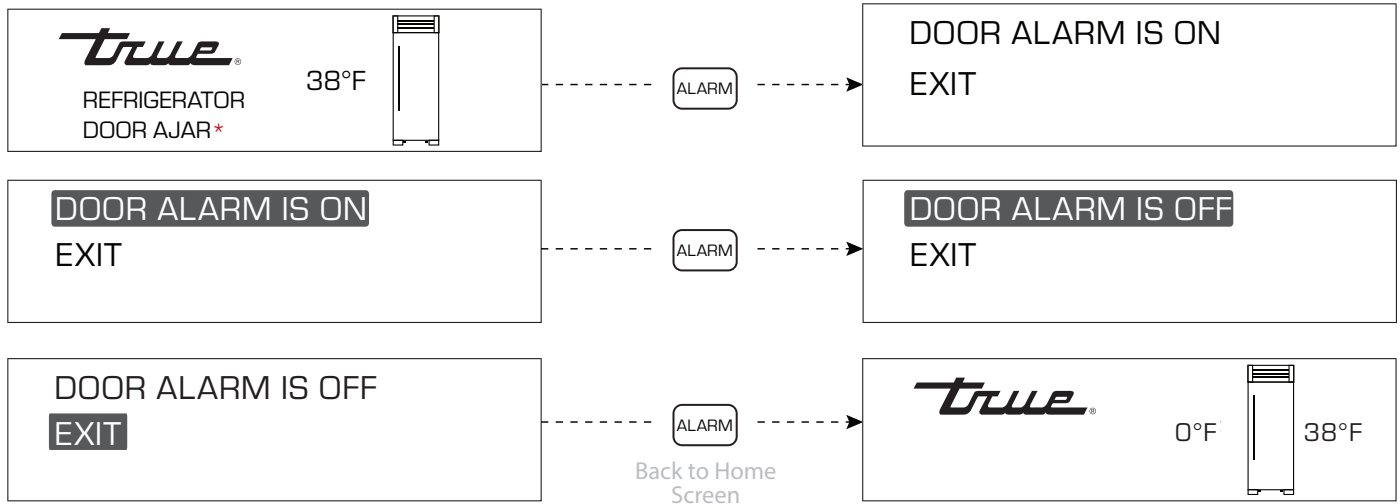 true®
38°F
REFRIGERATOR
DOOR AJAR*
ALARM
DOOR ALARM IS ON
EXIT
DOOR ALARM IS ON
EXIT
ALARM
DOOR ALARM IS OFF
EXIT
DOOR ALARM IS OFF
EXIT
ALARM
Back to Home
Screen
true®
0°F
38°F